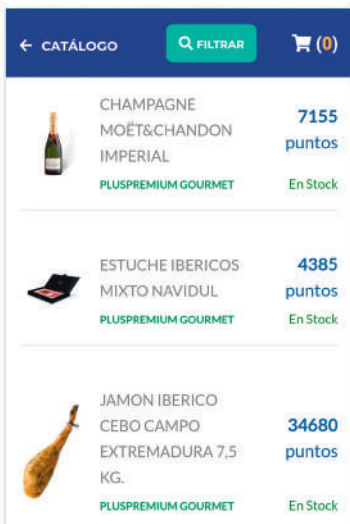 ← CATÁLOGO
FILTRAR
(0)
CHAMPAGNE
MOËT&CHANDON
IMPERIAL
PLUSPREMIUM GOURMET
7155
puntos
En Stock
ESTUCHE IBERICOS
MIXTO NAVIDUL
PLUSPREMIUM GOURMET
4385
puntos
En Stock
JAMON IBERICO
CEBO CAMPO
EXTREMADURA 7,5
KG.
PLUSPREMIUM GOURMET
34680
puntos
En Stock